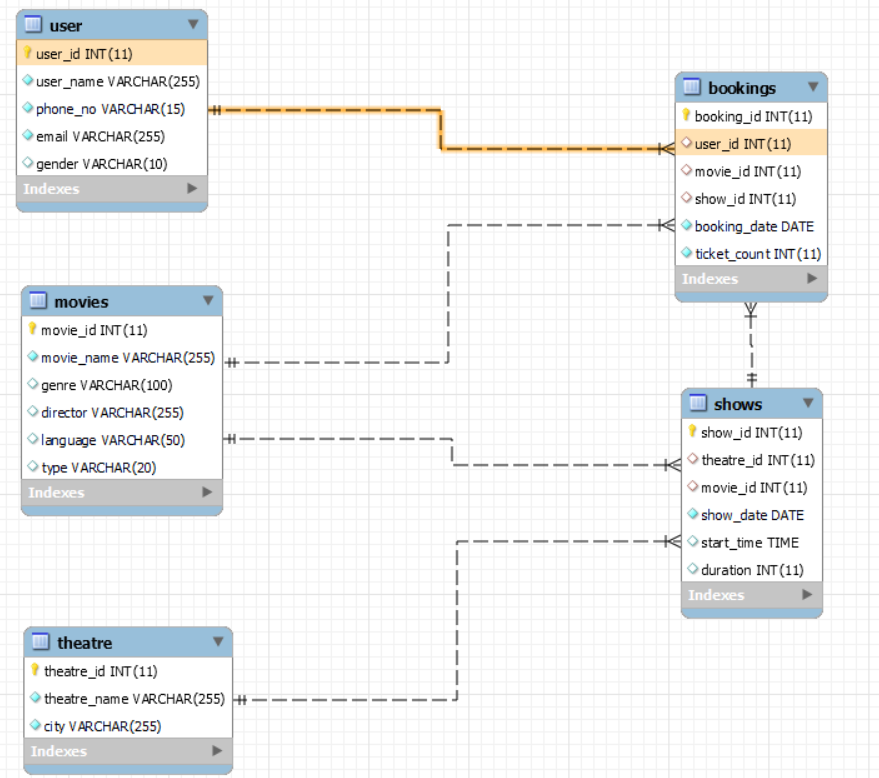 user
user_id INT(11)
user_name VARCHAR(255)
phone_no VARCHAR(15)
email VARCHAR(255)
gender VARCHAR(10)
Indexes
bookings
booking_id INT(11)
user_id INT(11)
movie_id INT(11)
show_id INT(11)
booking_date DATE
ticket_count INT(11)
Indexes
movies
movie_id INT(11)
movie_name VARCHAR(255)
genre VARCHAR(100)
director VARCHAR(255)
language VARCHAR(50)
type VARCHAR(20)
Indexes
shows
show_id INT(11)
theatre_id INT(11)
movie_id INT(11)
show_date DATE
start_time TIME
duration INT(11)
Indexes
theatre
theatre_id INT(11)
theatre_name VARCHAR(255)
city VARCHAR(255)
Indexes